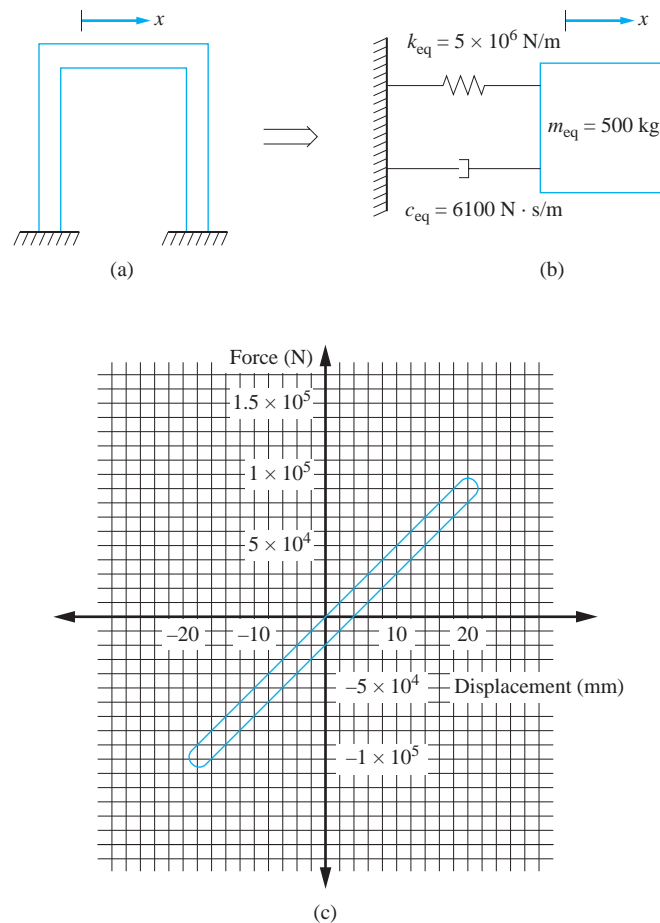 x
x
k_eq = 5 × 10^6 N/m
m_eq = 500 kg
c_eq = 6100 N · s/m
(a)
(b)
Force (N)
1.5 × 10^5
1 × 10^5
5 × 10^4
–20
–10
10
20
–5 × 10^4
Displacement (mm)
–1 × 10^5
(c)